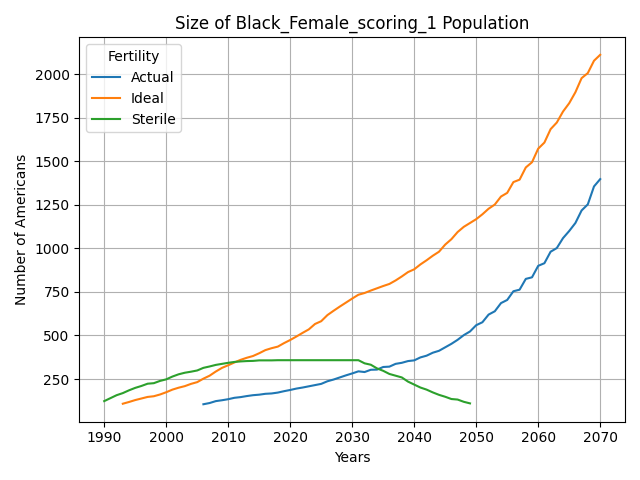 Size of Black_Female_scoring_1 Population
Fertility
Actual
Ideal
Sterile
Number of Americans
2000
1750
1500
1250
1000
750
500
250
1990 2000 2010 2020 2030 2040 2050 2060 2070
Years